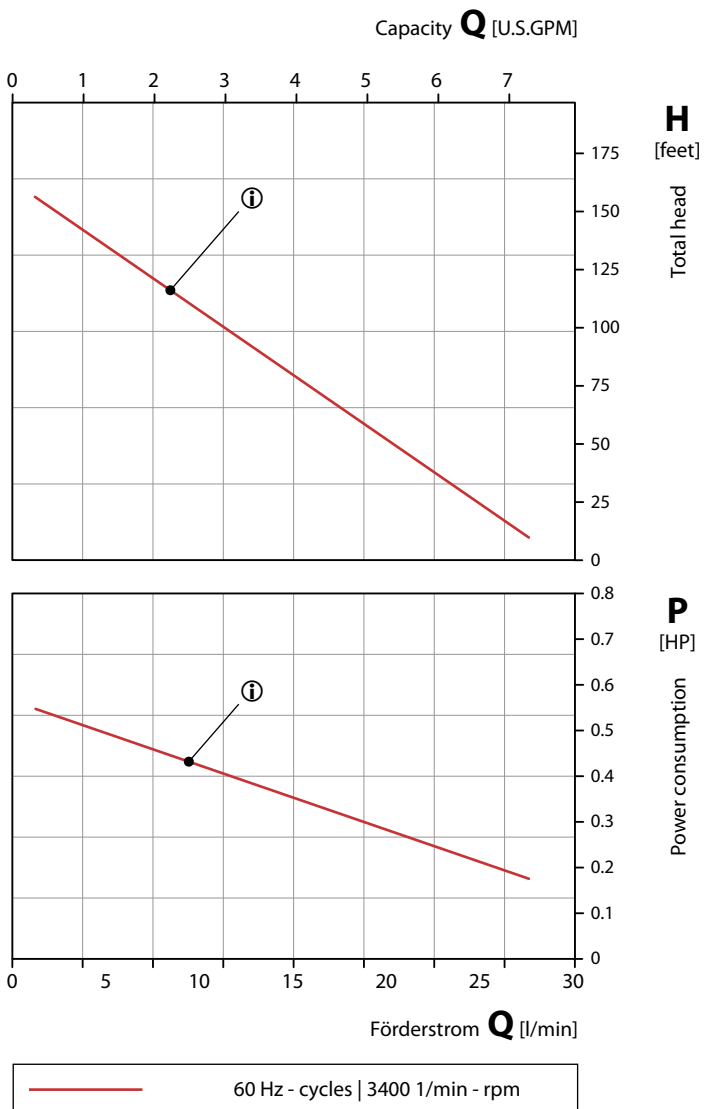 Capacity Q [U.S.GPM]
0 1 2 3 4 5 6 7
H
[feet]
Total head
175
150
125
100
75
50
25
0
ⓘ
P
[HP]
Power consumption
0.8
0.7
0.6
0.5
0.4
0.3
0.2
0.1
0
ⓘ
0 5 10 15 20 25 30
Förderstrom Q [l/min]
60 Hz - cycles | 3400 1/min - rpm